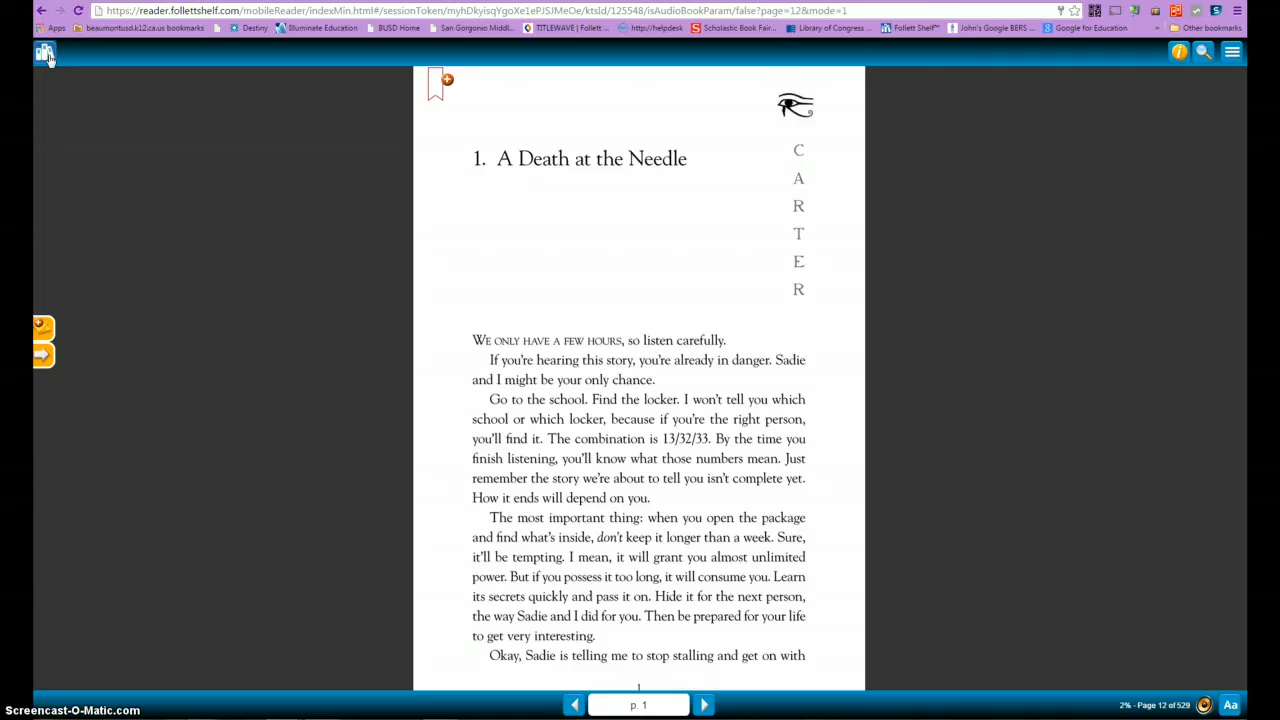 https://reader.follettshelf.com/mobileReader/indexMin.html#/sessionToken/myhDkyisqYgoXe1ePJSJMeOe/ktsId/125548/isAudioBookParam/false?page=12&mode=1
Apps beaumontusd.k12.ca.us bookmarks Destiny Illuminate Education BUSD Home San Gorgonio Middl... TITLEWAVE | Follett ... http://helpdesk Scholastic Book Fair... Library of Congress ... Follett Shelf™ John's Google BERS ... Google for Education Other bookmarks
1. A Death at the Needle
C
A
R
T
E
R
WE ONLY HAVE A FEW HOURS, so listen carefully.
If you're hearing this story, you're already in danger. Sadie
and I might be your only chance.
Go to the school. Find the locker. I won't tell you which
school or which locker, because if you're the right person,
you'll find it. The combination is 13/32/33. By the time you
finish listening, you'll know what those numbers mean. Just
remember the story we're about to tell you isn't complete yet.
How it ends will depend on you.
The most important thing: when you open the package
and find what's inside, don't keep it longer than a week. Sure,
it'll be tempting. I mean, it will grant you almost unlimited
power. But if you possess it too long, it will consume you. Learn
its secrets quickly and pass it on. Hide it for the next person,
the way Sadie and I did for you. Then be prepared for your life
to get very interesting.
Okay, Sadie is telling me to stop stalling and get on with
1
p. 1
2% - Page 12 of 529
Aa
Screencast-O-Matic.com